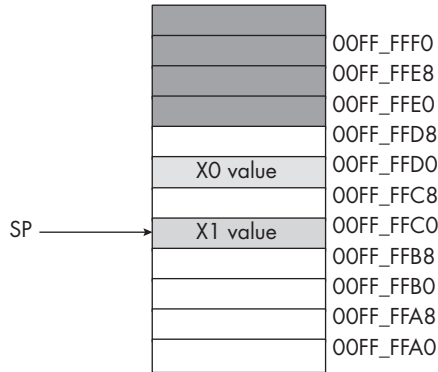 00FF_FFF0
00FF_FFE8
00FF_FFE0
00FF_FFD8
X0 value 00FF_FFD0
00FF_FFC8
SP X1 value 00FF_FFC0
00FF_FFB8
00FF_FFB0
00FF_FFA8
00FF_FFA0